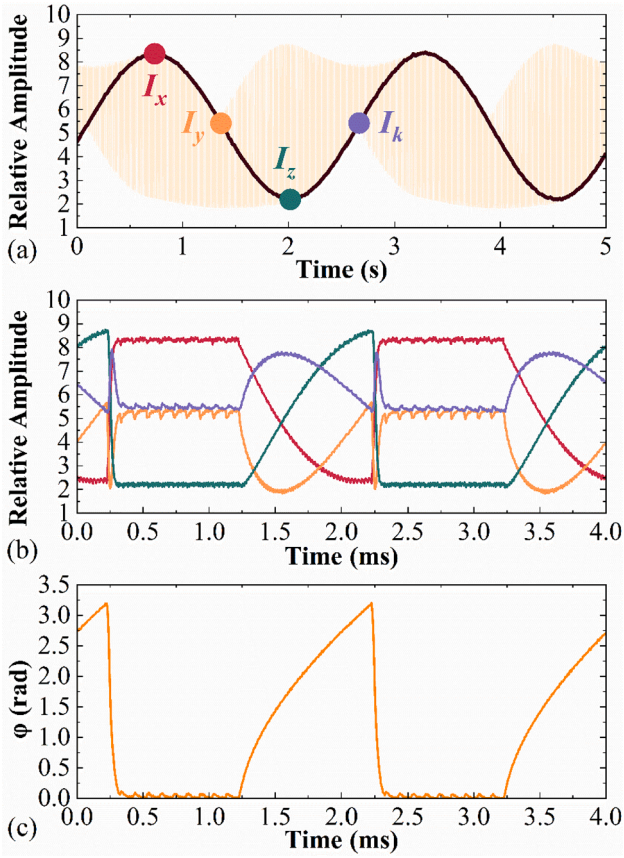 10
9
8
7
6
5
4
3
2
1
Relative Amplitude
I_x
I_y
I_z
I_k
0 1 2 3 4 5
Time (s)
(a)
10
9
8
7
6
5
4
3
2
1
Relative Amplitude
0.0 0.5 1.0 1.5 2.0 2.5 3.0 3.5 4.0
Time (ms)
(b)
3.5
3.0
2.5
2.0
1.5
1.0
0.5
0.0
φ (rad)
0.0 0.5 1.0 1.5 2.0 2.5 3.0 3.5 4.0
Time (ms)
(c)